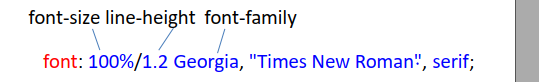 font-size line-height font-family
font: 100%/1.2 Georgia, "Times New Roman", serif;